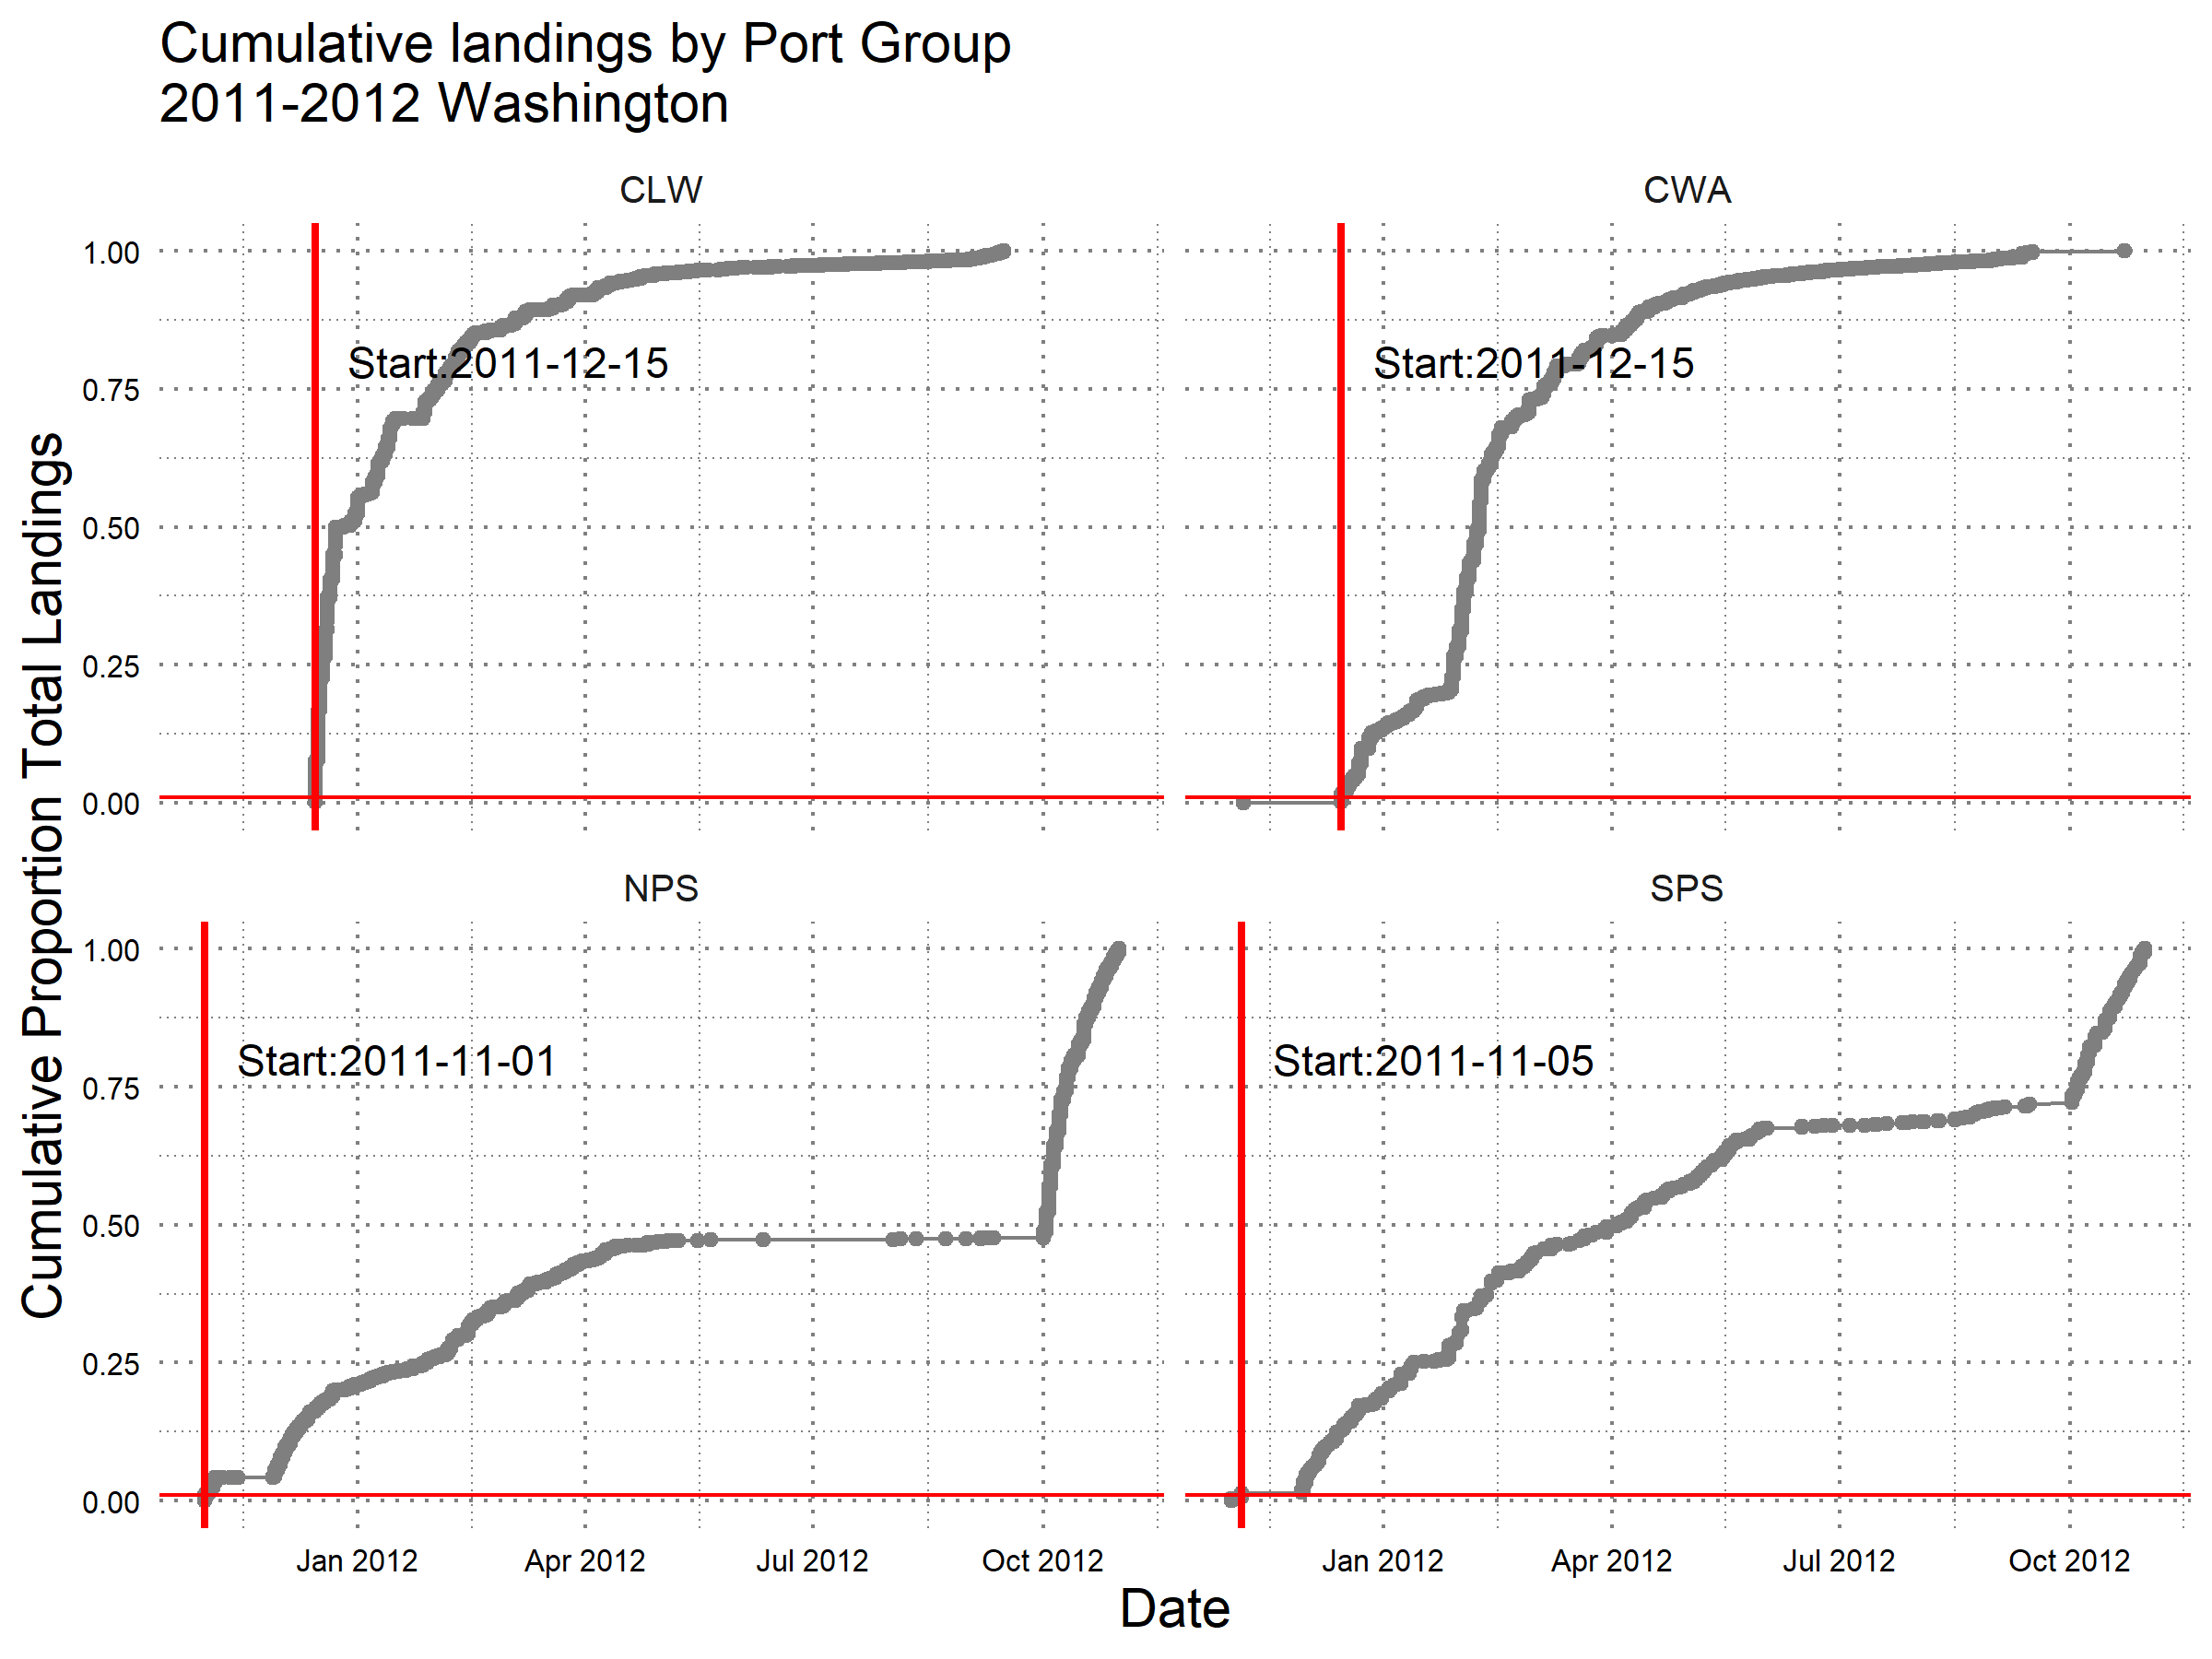 Cumulative landings by Port Group
2011-2012 Washington
CLW
CWA
1.00
0.75
0.50
0.25
0.00
Start:2011-12-15
Start:2011-12-15
NPS
SPS
1.00
0.75
0.50
0.25
0.00
Start:2011-11-01
Start:2011-11-05
Jan 2012 Apr 2012 Jul 2012 Oct 2012
Jan 2012 Apr 2012 Jul 2012 Oct 2012
Date
Cumulative Proportion Total Landings